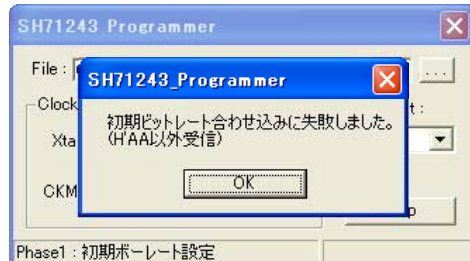 SH71243 Programmer
File :
...
SH71243_Programmer
Clock
初期ビットレート合わせ込みに失敗しました。
(H'AA以外受信)
t :
Xta
OK
CKM
p
Phase1 : 初期ボーレート設定